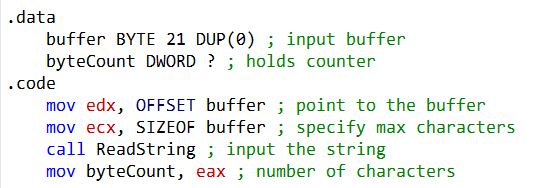 .data
buffer BYTE 21 DUP(0) ; input buffer
byteCount DWORD ? ; holds counter
.code
mov edx, OFFSET buffer ; point to the buffer
mov ecx, SIZEOF buffer ; specify max characters
call ReadString ; input the string
mov byteCount, eax ; number of characters